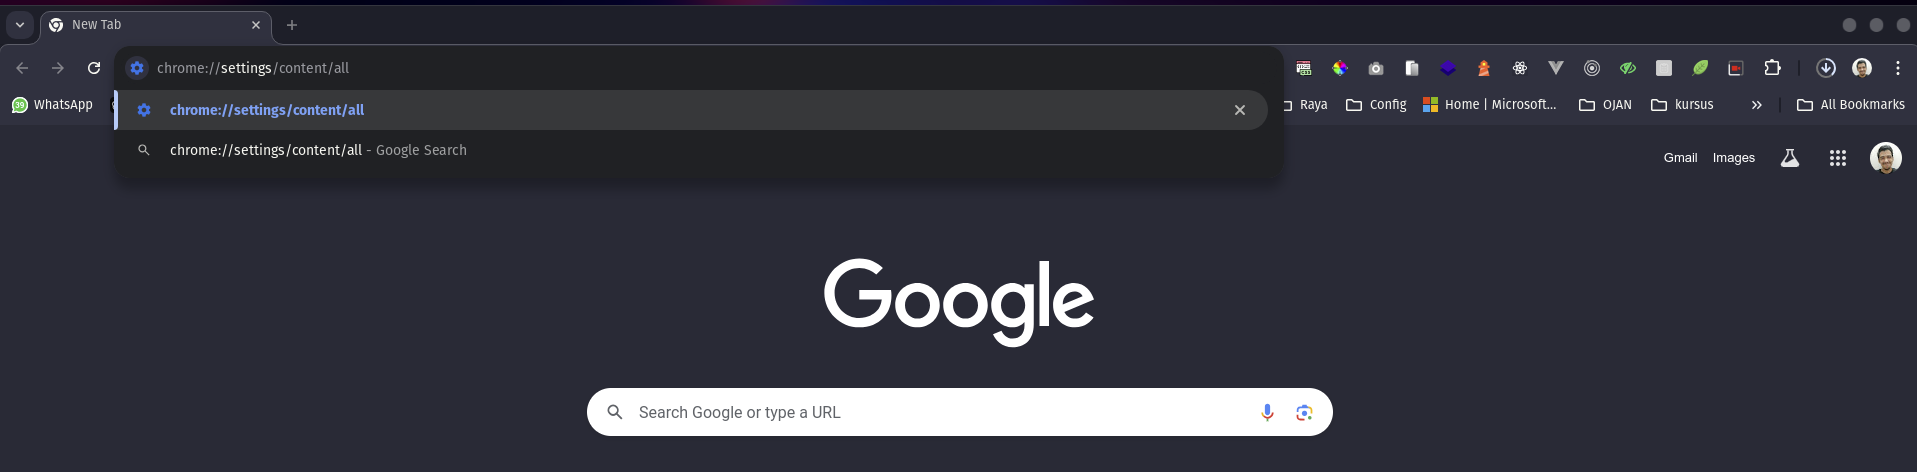 New Tab
chrome://settings/content/all
39 WhatsApp
chrome://settings/content/all
Raya Home | Microsoft... OJAN kursus All Bookmarks
Config
chrome://settings/content/all - Google Search
Gmail Images
Google
Search Google or type a URL